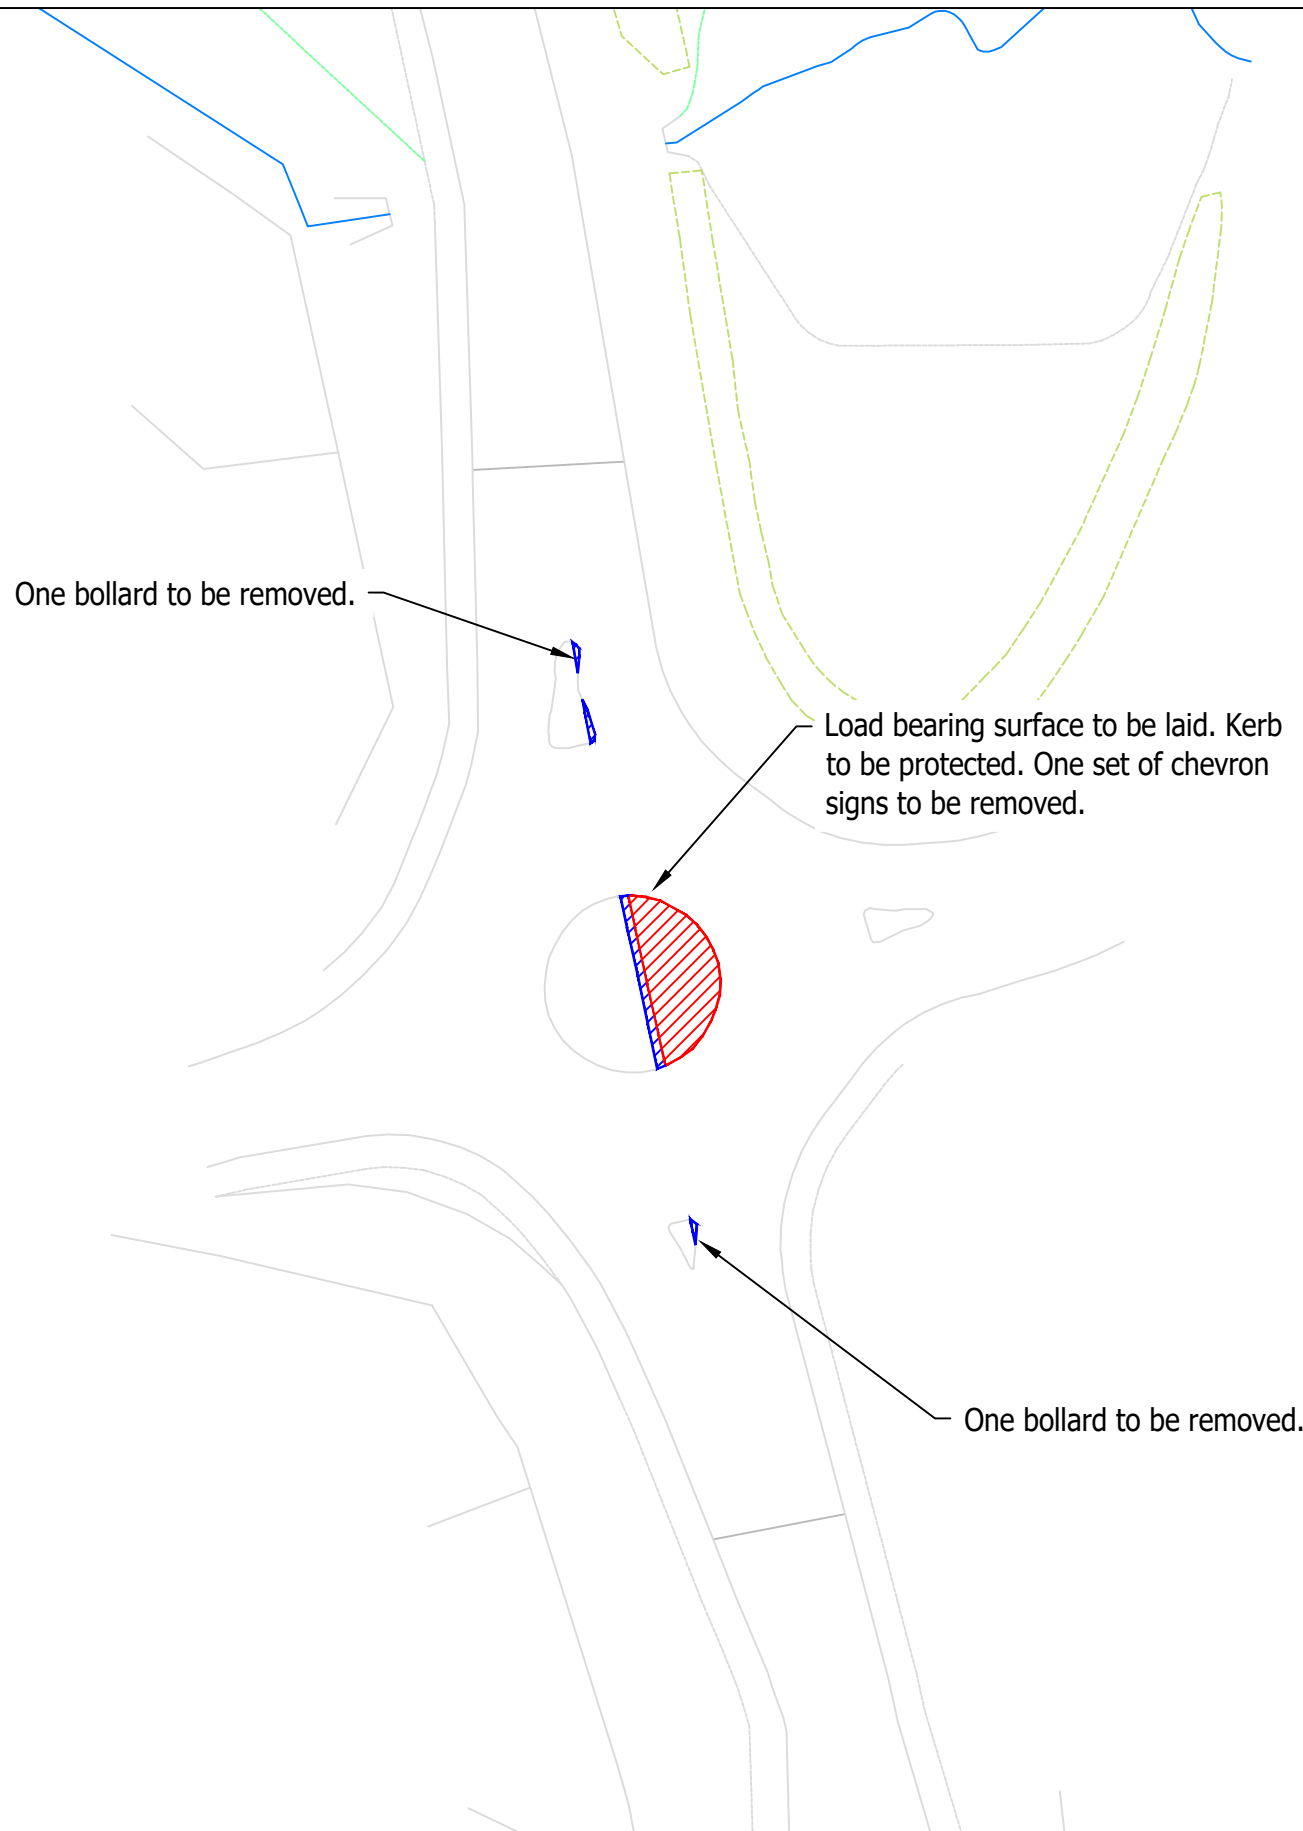 One bollard to be removed.
Load bearing surface to be laid. Kerb
to be protected. One set of chevron
signs to be removed.
One bollard to be removed.